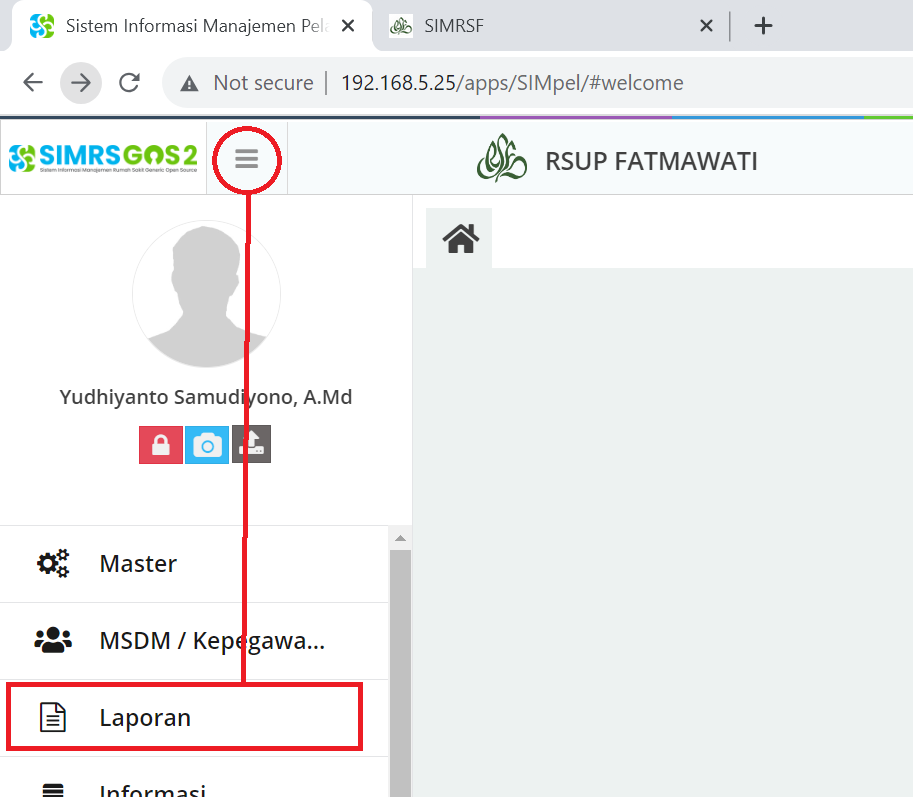 Sistem Informasi Manajemen Pela
SIMRSF
Not secure | 192.168.5.25/apps/SIMpel/#welcome
SIMRSGOS2
Sistem Informasi Manajemen Rumah Sakit Generic Open Source
RSUP FATMAWATI
Yudhiyanto Samudiyono, A.Md
Master
MSDM / Kepegawa...
Laporan
Informasi